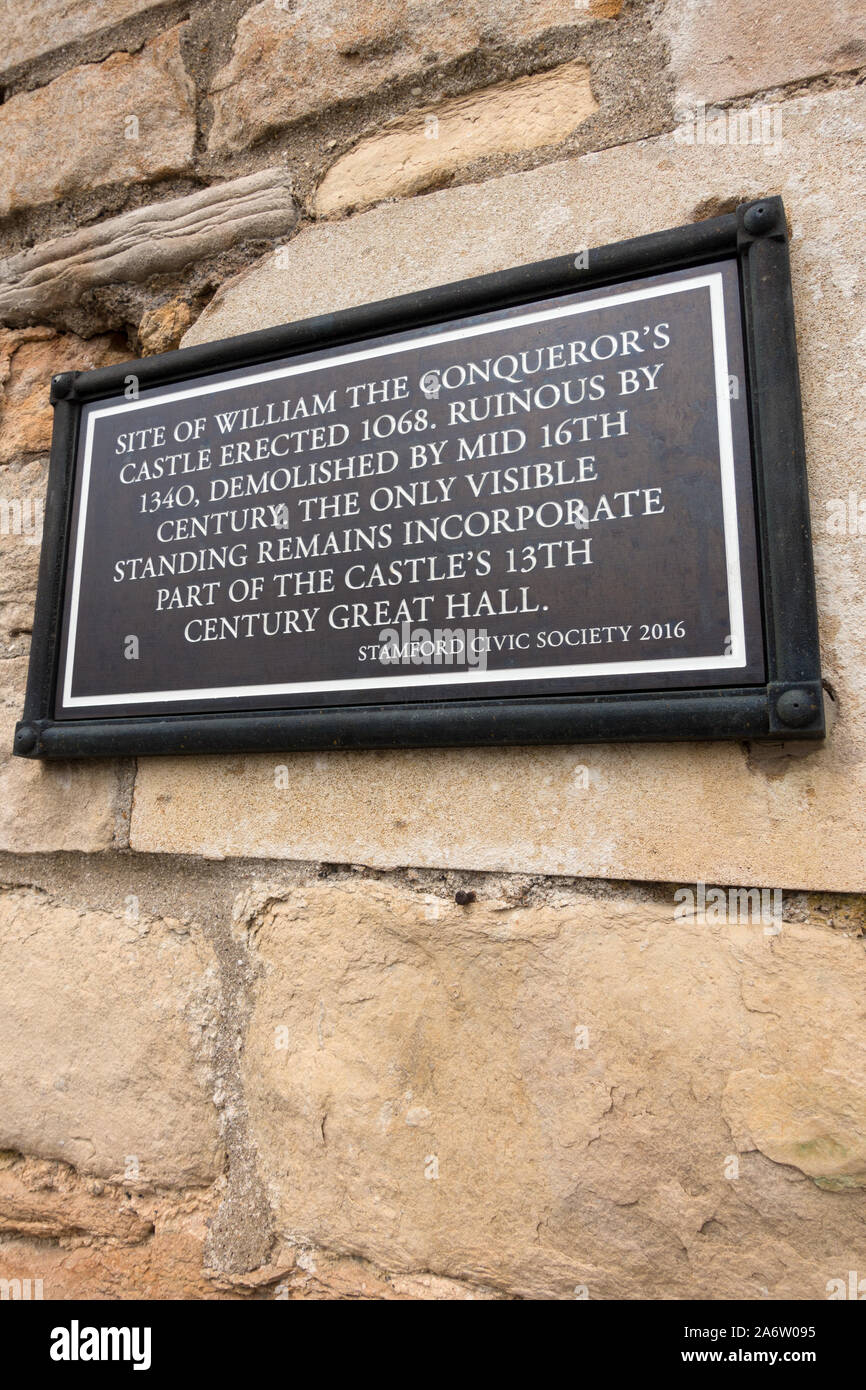 SITE OF WILLIAM THE CONQUEROR'S
CASTLE ERECTED 1068. RUINOUS BY
1340, DEMOLISHED BY MID 16TH
CENTURY. THE ONLY VISIBLE
STANDING REMAINS INCORPORATE
PART OF THE CASTLE'S 13TH
CENTURY GREAT HALL.
STAMFORD CIVIC SOCIETY 2016
alamy
Image ID: 2A6W095
www.alamy.com